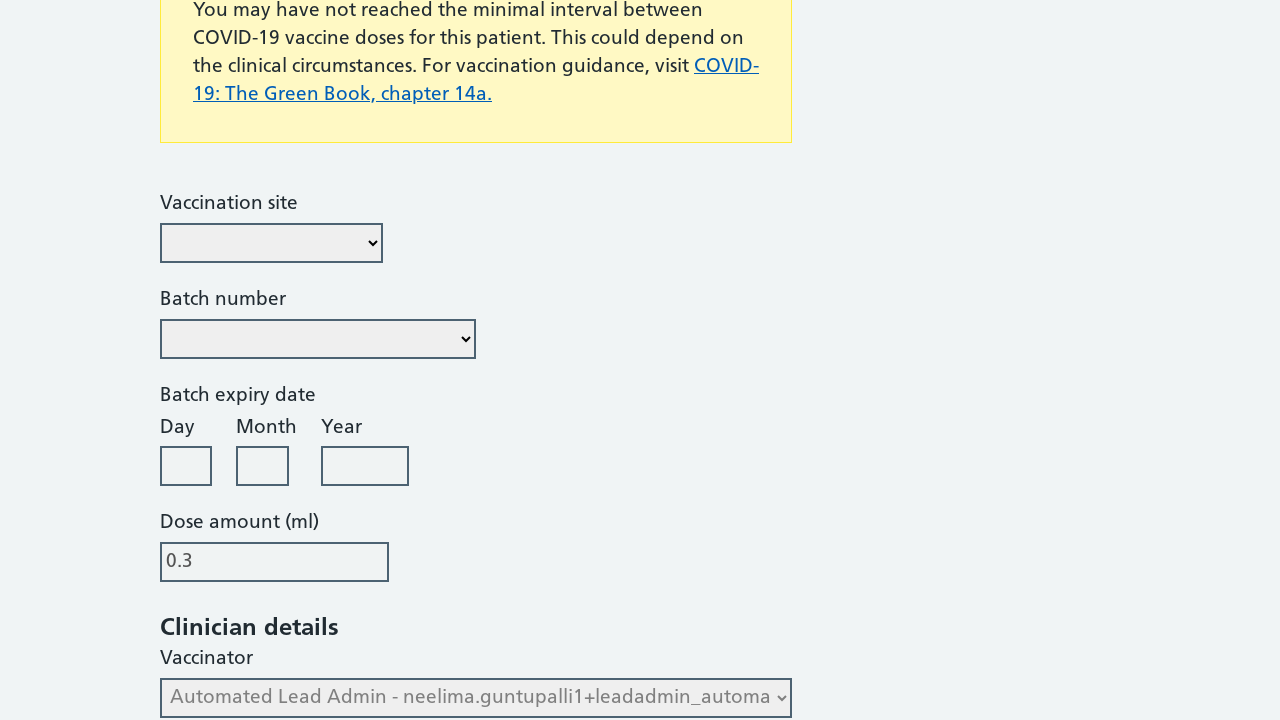 You may have not reached the minimal interval between
COVID-19 vaccine doses for this patient. This could depend on
the clinical circumstances. For vaccination guidance, visit COVID-
19: The Green Book, chapter 14a.
Vaccination site
Batch number
Batch expiry date
Day Month Year
Dose amount (ml)
0.3
Clinician details
Vaccinator
Automated Lead Admin - neelima.guntupalli1+leadadmin_automa